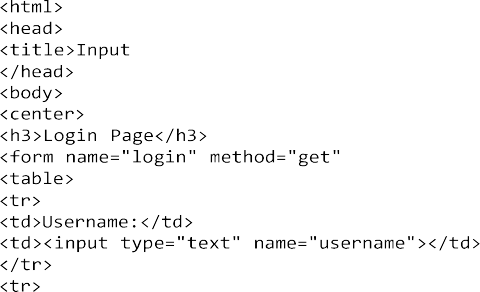 <html>
<head>
<title>Input
</head>
<body>
<center>
<h3>Login Page</h3>
<form name="login" method="get"
<table>
<tr>
<td>Username:</td>
<td><input type="text" name="username"></td>
</tr>
<tr>